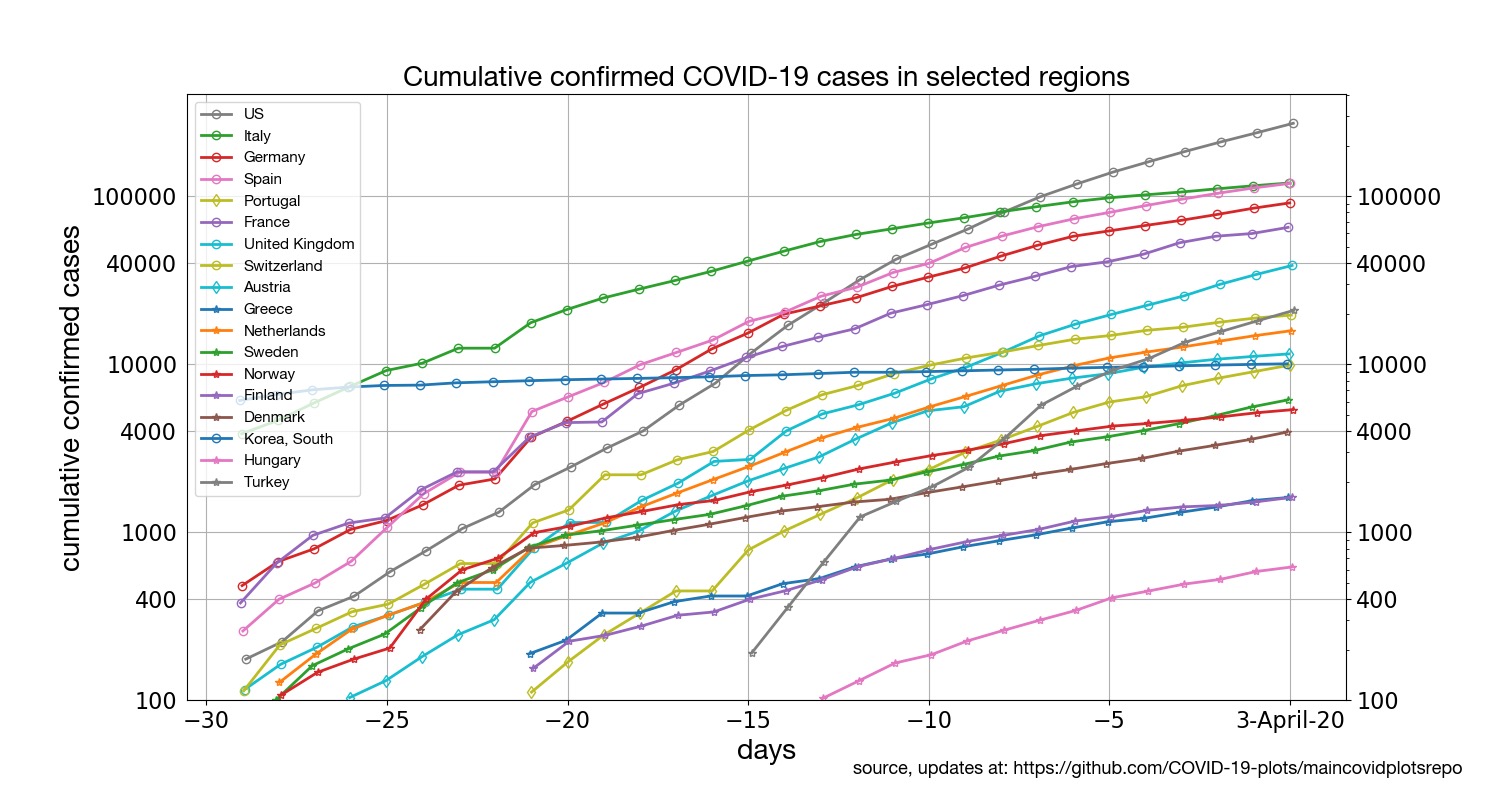 Cumulative confirmed COVID-19 cases in selected regions
US
Italy
Germany
Spain
Portugal
France
United Kingdom
Switzerland
Austria
Greece
Netherlands
Sweden
Norway
Finland
Denmark
Korea, South
Hungary
Turkey
cumulative confirmed cases
100000
40000
10000
4000
1000
400
100
100000
40000
10000
4000
1000
400
100
−30
−25
−20
−15
−10
−5
3-April-20
days
source, updates at: https://github.com/COVID-19-plots/maincovidplotsrepo